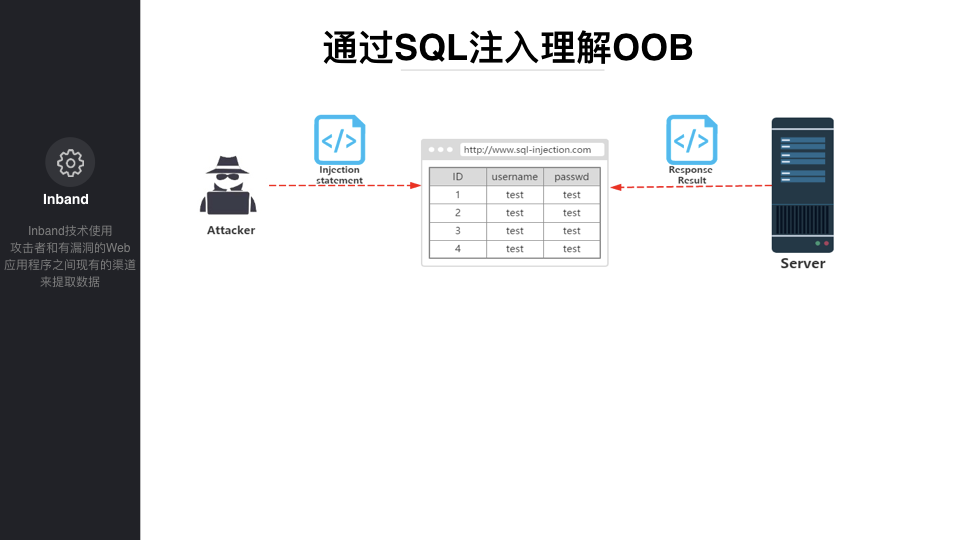 通过SQL注入理解OOB
Inband
Inband技术使用
攻击者和有漏洞的Web
应用程序之间现有的渠道
来提取数据
Attacker
Injection
statement
http://www.sql-injection.com
ID username passwd
1 test test
2 test test
3 test test
4 test test
Response
Result
Server